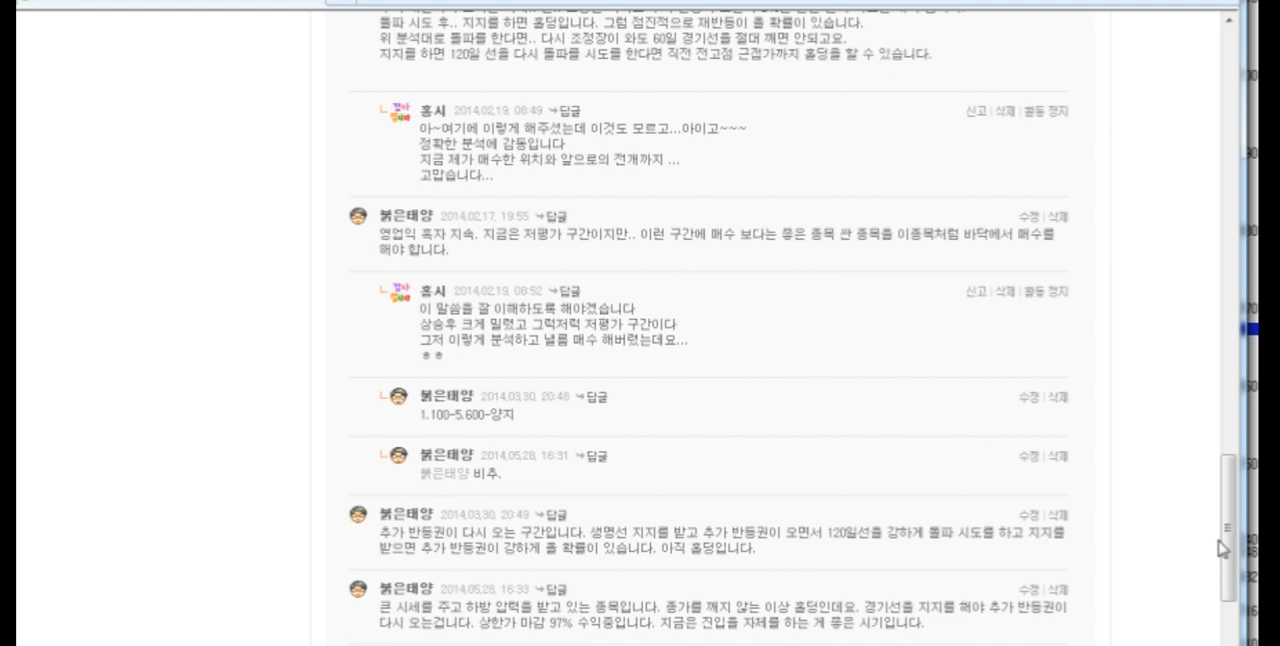 돌파 시도 후.. 지지를 하면 홀딩입니다. 그럼 점진적으로 재반등이 올 확률이 있습니다.
위 분석대로 돌파를 한다면.. 다시 조정장이 와도 60일 경기선을 절대 깨면 안되고요.
지지를 하면 120일 선을 다시 돌파를 시도를 한다면 직전 전고점 근접가까지 홀딩을 할 수 있습니다.
홍시 2014.02.19. 08:49 답글 신고 | 삭제 | 활동 정지
아~여기에 이렇게 해주셨는데 이것도 모르고...아이고~~~
정확한 분석에 감동입니다
지금 제가 매수한 위치와 앞으로의 전개까지 ...
고맙습니다...
붉은태양 2014.02.17. 19:55 답글 수정 | 삭제
영업익 흑자 지속. 지금은 저평가 구간이지만.. 이런 구간에 매수 보다는 좋은 종목 싼 종목을 이종목처럼 바닥에서 매수를
해야 합니다.
홍시 2014.02.19. 08:52 답글 신고 | 삭제 | 활동 정지
이 말씀을 잘 이해하도록 해야겠습니다
상승후 크게 밀렸고 그럭저럭 저평가 구간이다
그저 이렇게 분석하고 낼름 매수 해버렸는데요...
ㅎㅎ
붉은태양 2014.03.30. 20:48 답글 수정 | 삭제
1.100-5.600-양지
붉은태양 2014.05.28. 16:31 답글 수정 | 삭제
붉은태양 비추.
붉은태양 2014.03.30. 20:49 답글 수정 | 삭제
추가 반등권이 다시 오는 구간입니다. 생명선 지지를 받고 추가 반등권이 오면서 120일선을 강하게 돌파 시도를 하고 지지를
받으면 추가 반등권이 강하게 올 확률이 있습니다. 아직 홀딩입니다.
붉은태양 2014.05.28. 16:33 답글 수정 | 삭제
큰 시세를 주고 하방 압력을 받고 있는 종목입니다. 종가를 깨지 않는 이상 홀딩인데요. 경기선을 지지를 해야 추가 반등권이
다시 오는겁니다. 상한가 마감 97% 수익중입니다. 지금은 진입을 자제를 하는 게 좋은 시기입니다.